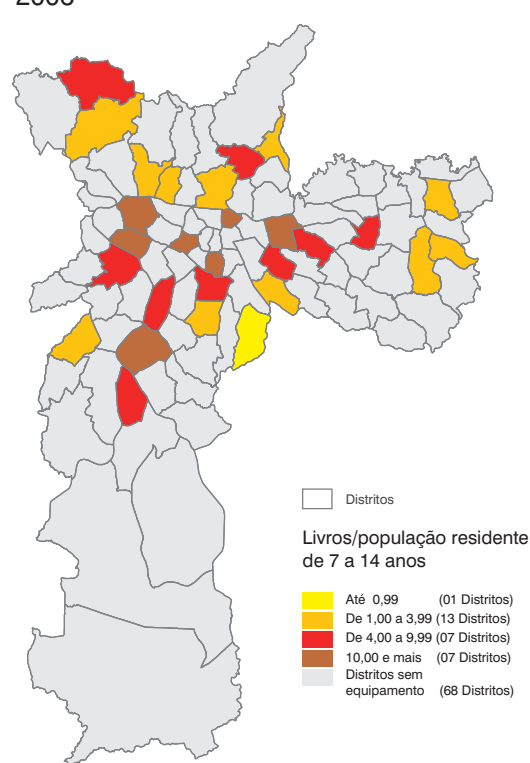 Distritos
Livros/população residente
de 7 a 14 anos
Até 0,99 (01 Distritos)
De 1,00 a 3,99 (13 Distritos)
De 4,00 a 9,99 (07 Distritos)
10,00 e mais (07 Distritos)
Distritos sem
equipamento (68 Distritos)